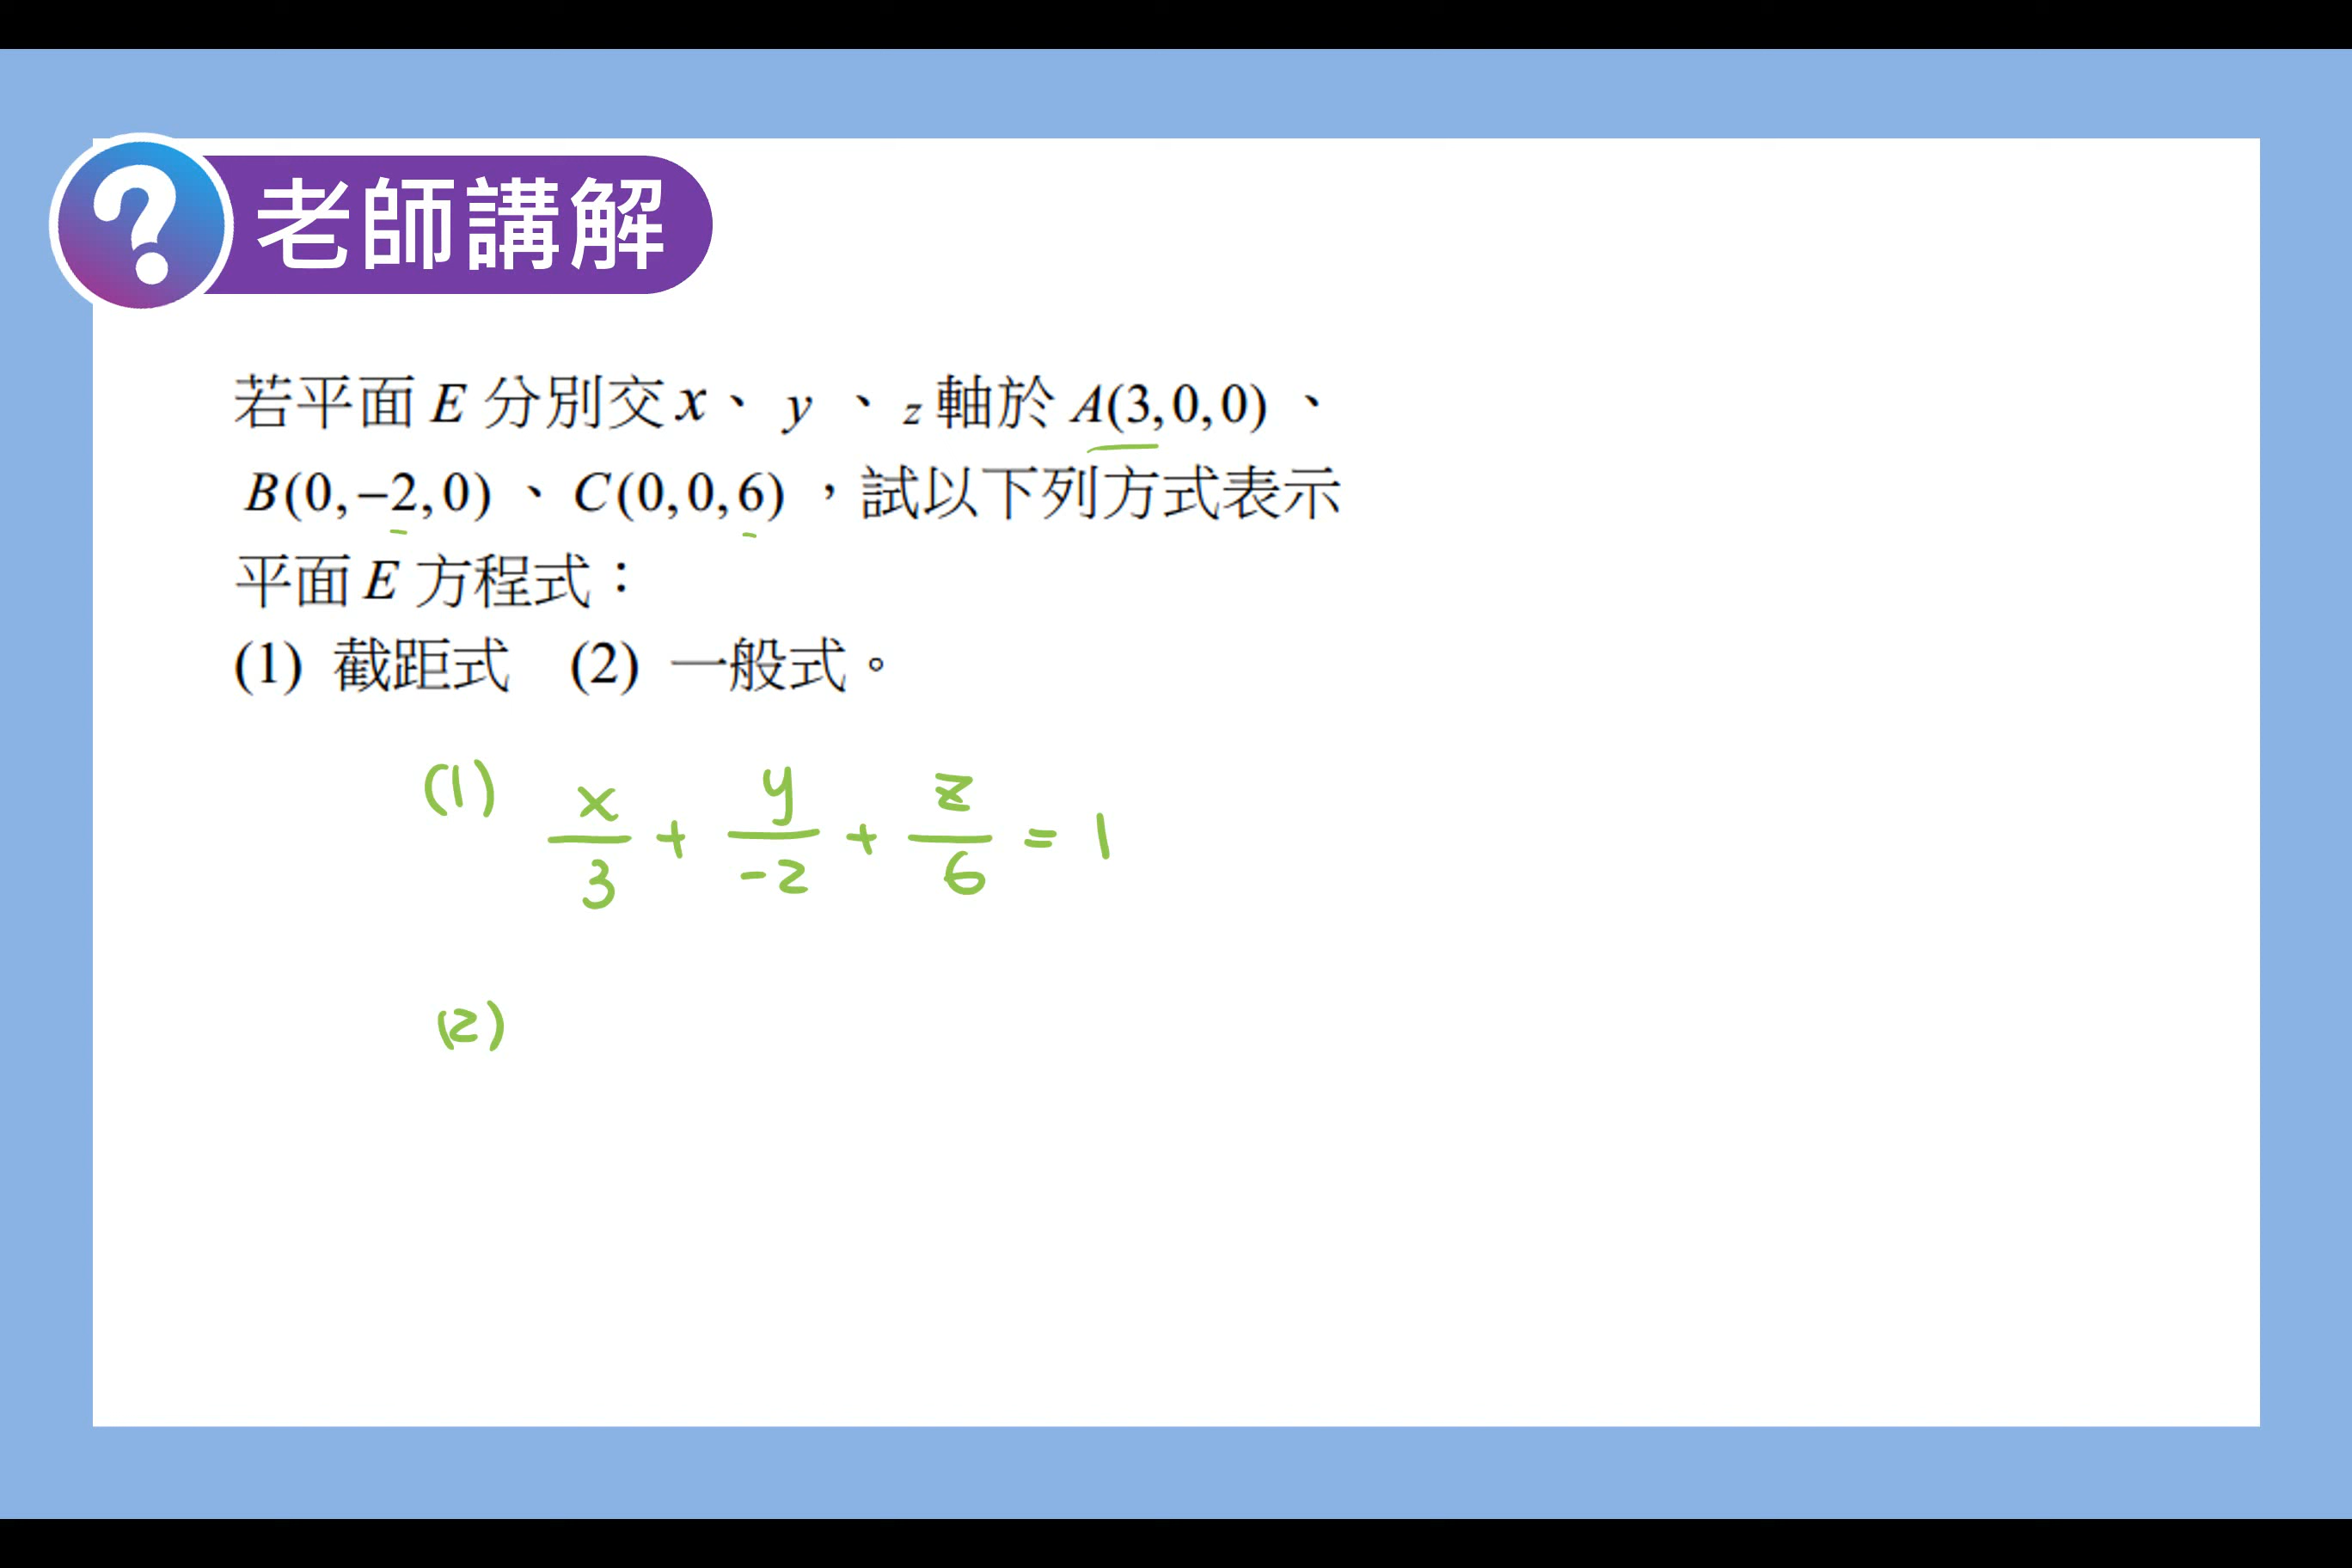 老師講解
若平面 E 分別交 x、 y 、 z 軸於 A(3,0,0) 、
B(0,−2,0) 、 C(0,0,6) ，試以下列方式表示
平面 E 方程式：
(1) 截距式 (2) 一般式。
(1) x/3 + y/-2 + z/6 = 1
(2)